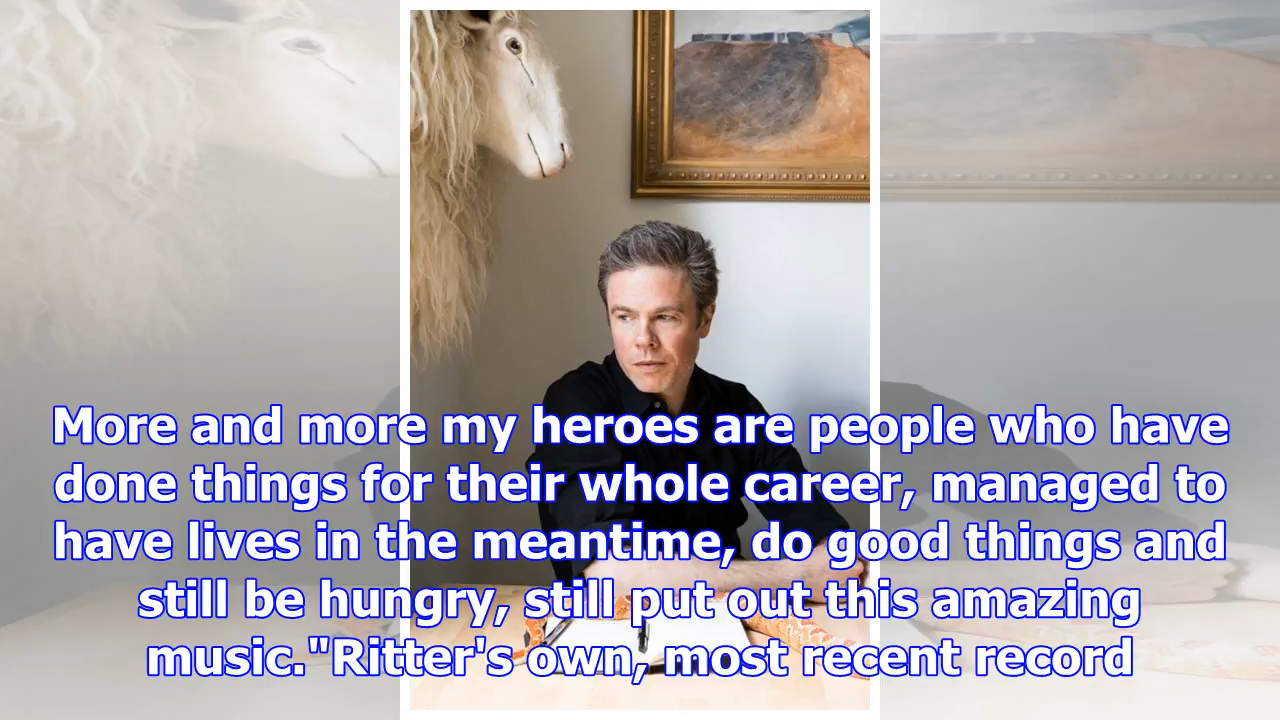 More and more my heroes are people who have
done things for their whole career, managed to
have lives in the meantime, do good things and
still be hungry, still put out this amazing
music."Ritter's own, most recent record